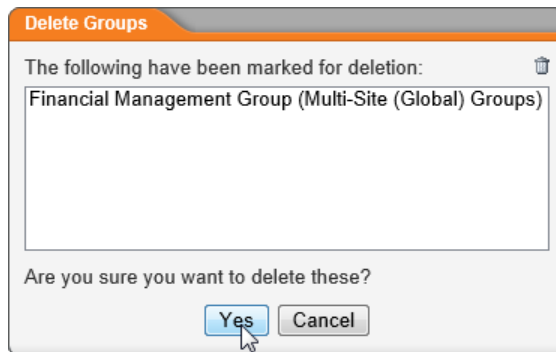 Delete Groups
The following have been marked for deletion:
Financial Management Group (Multi-Site (Global) Groups)
Are you sure you want to delete these?
Yes Cancel